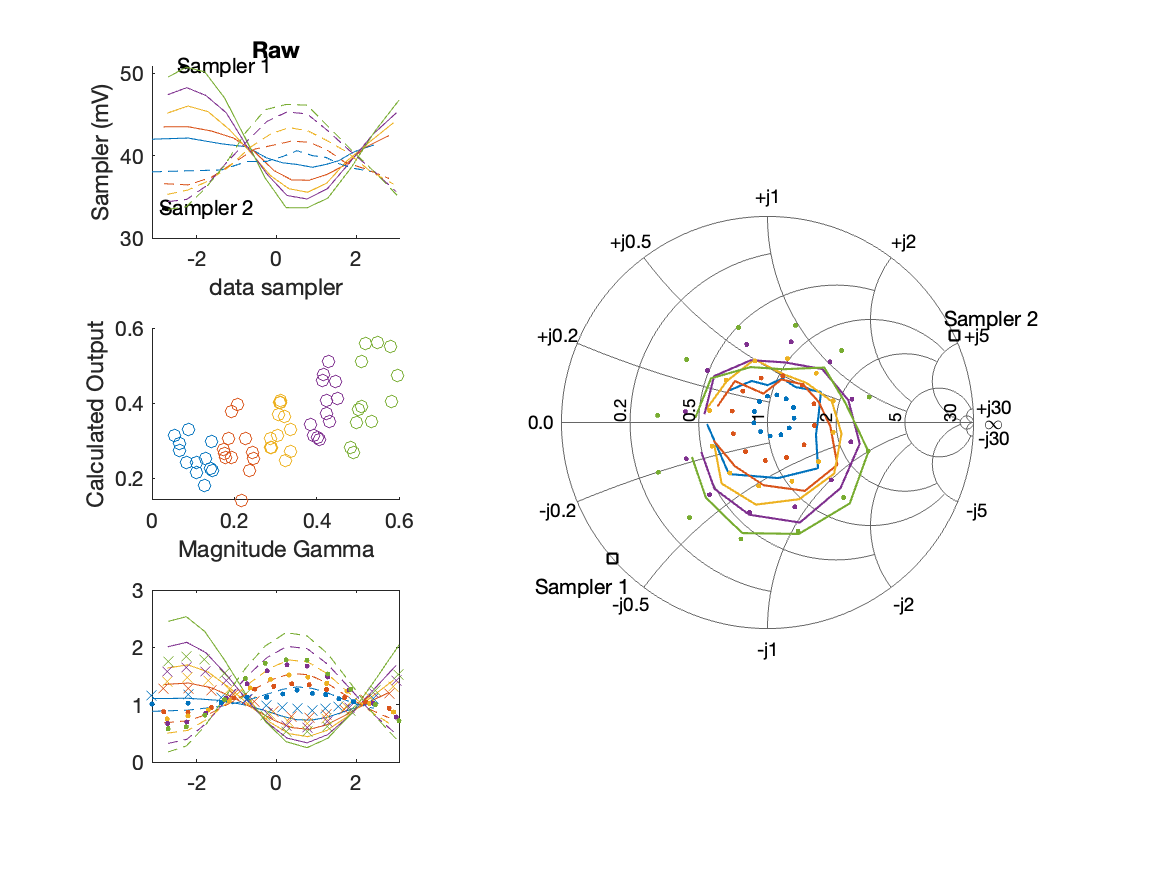 Raw
Sampler 1
50
40
30
Sampler (mV)
Sampler 2
-2
0
2
data sampler
0.6
0.4
0.2
Calculated Output
0
0.2
0.4
0.6
Magnitude Gamma
3
2
1
0
-2
0
2
+j1
+j0.5
+j2
+j0.2
Sampler 2
+j5
0.0
0.2
0.5
1
2
5
30
+j30
∞
-j30
-j0.2
-j5
Sampler 1
-j0.5
-j2
-j1